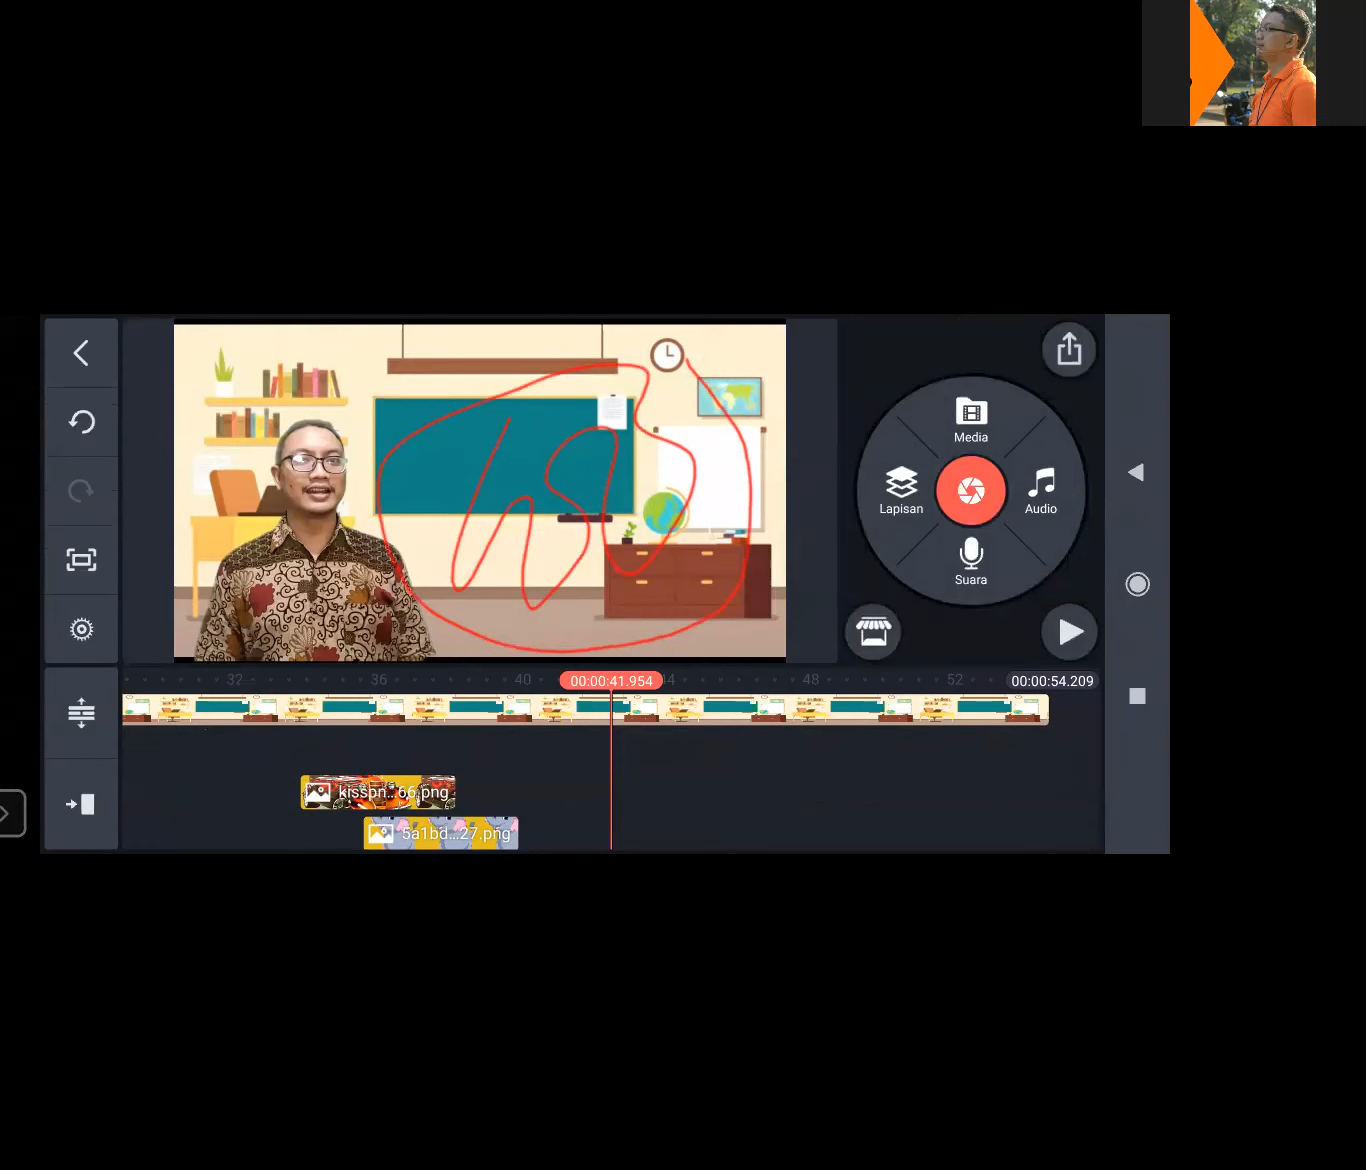 Media
Lapisan
Audio
Suara
32
36
40
00:00:41.954
44
48
52
00:00:54.209
kisspn...66.png
5a1bd...27.png